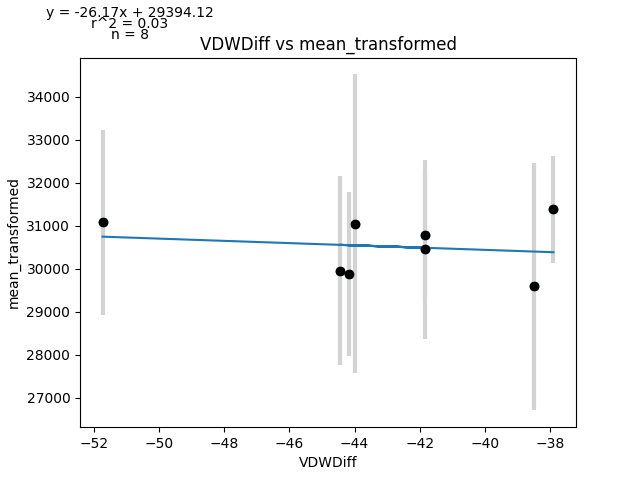 y = -26.17x + 29394.12
r^2 = 0.03
n = 8
VDWDiff vs mean_transformed
mean_transformed
34000
33000
32000
31000
30000
29000
28000
27000
−52
−50
−48
−46
−44
−42
−40
−38
VDWDiff